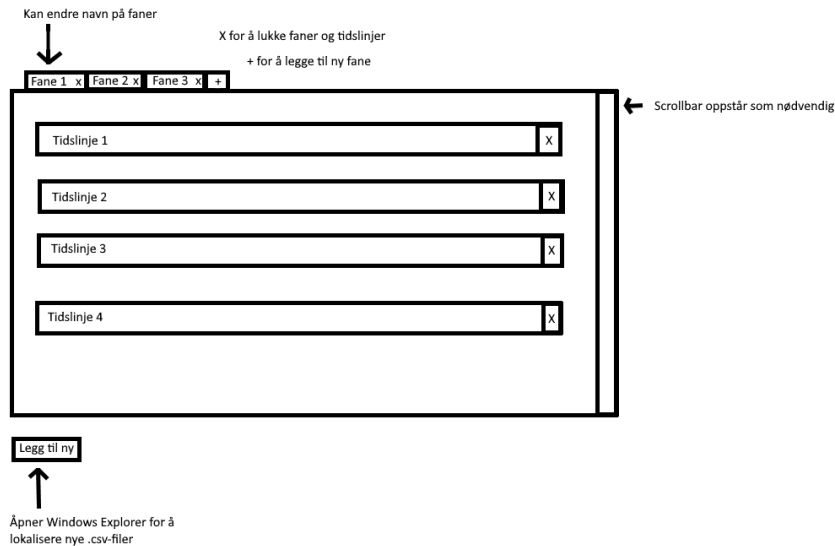 Kan endre navn på faner
X for å lukke faner og tidslinjer
+ for å legge til ny fane
Fane 1 x Fane 2 x Fane 3 x +
Scrollbar oppstår som nødvendig
Tidslinje 1 X
Tidslinje 2 X
Tidslinje 3 X
Tidslinje 4 X
Legg til ny
Åpner Windows Explorer for å
lokalisere nye .csv-filer